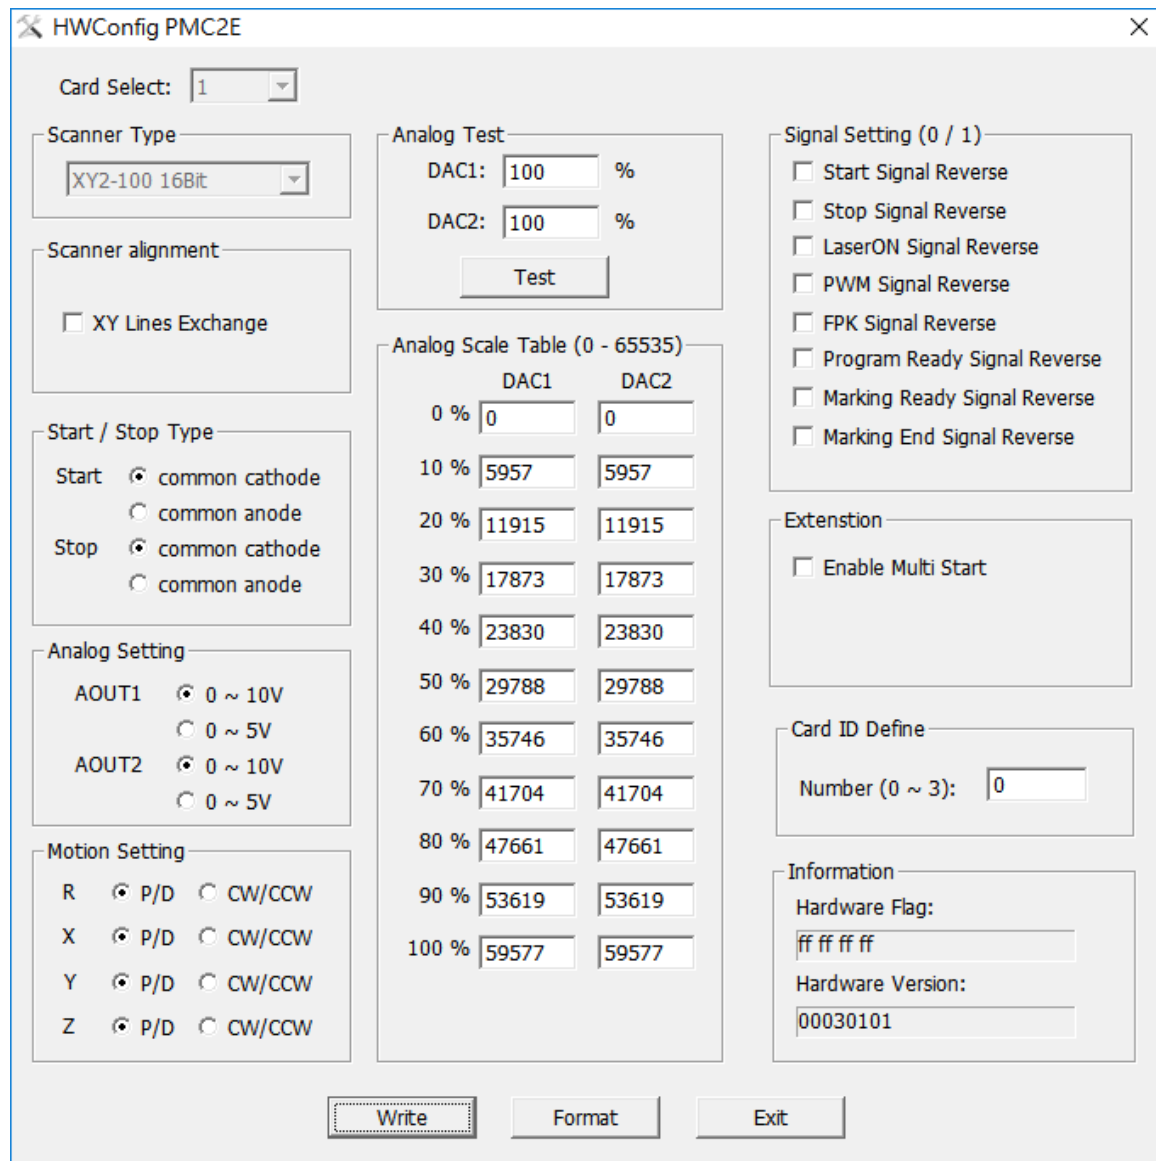 HWConfig PMC2E
Card Select: 1
Scanner Type
XY2-100 16Bit
Scanner alignment
XY Lines Exchange
Start / Stop Type
Start common cathode
common anode
Stop common cathode
common anode
Analog Setting
AOUT1 0 ~ 10V
0 ~ 5V
AOUT2 0 ~ 10V
0 ~ 5V
Motion Setting
R P/D CW/CCW
X P/D CW/CCW
Y P/D CW/CCW
Z P/D CW/CCW
Analog Test
DAC1: 100 %
DAC2: 100 %
Test
Analog Scale Table (0 - 65535)
DAC1 DAC2
0 % 0 0
10 % 5957 5957
20 % 11915 11915
30 % 17873 17873
40 % 23830 23830
50 % 29788 29788
60 % 35746 35746
70 % 41704 41704
80 % 47661 47661
90 % 53619 53619
100 % 59577 59577
Signal Setting (0 / 1)
Start Signal Reverse
Stop Signal Reverse
LaserON Signal Reverse
PWM Signal Reverse
FPK Signal Reverse
Program Ready Signal Reverse
Marking Ready Signal Reverse
Marking End Signal Reverse
Extenstion
Enable Multi Start
Card ID Define
Number (0 ~ 3): 0
Information
Hardware Flag:
ff ff ff ff
Hardware Version:
00030101
Write Format Exit